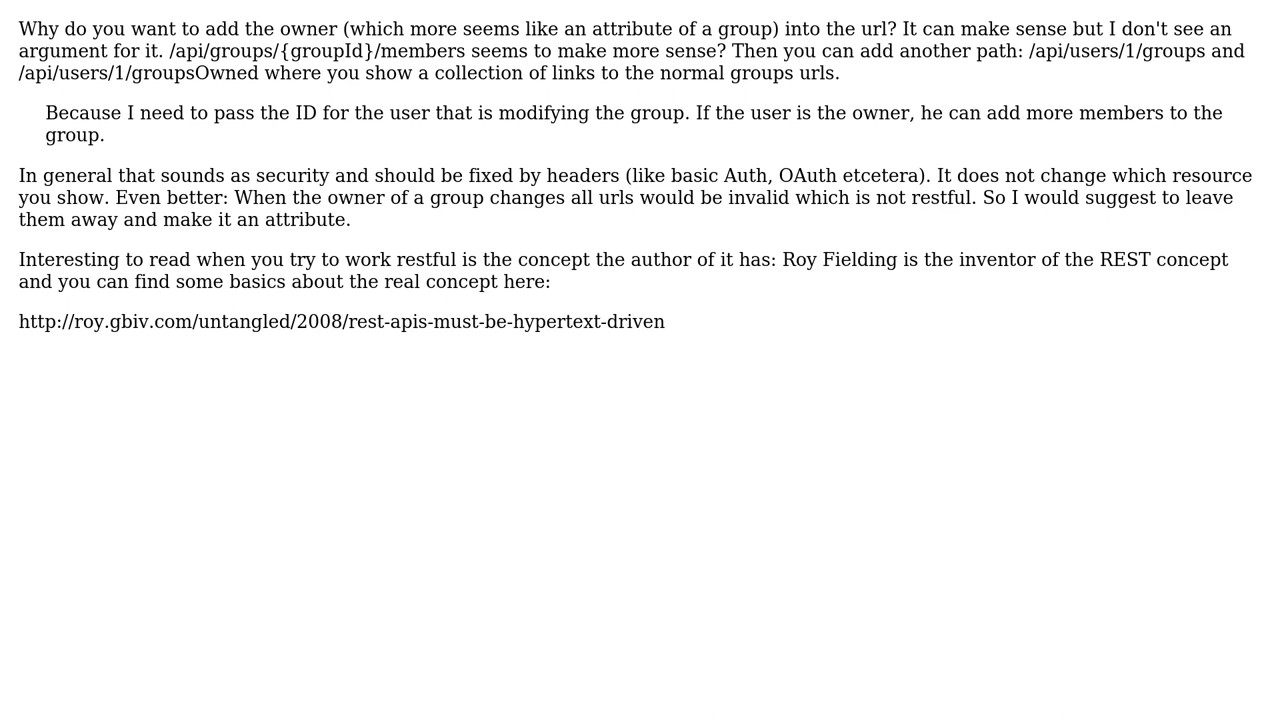 Why do you want to add the owner (which more seems like an attribute of a group) into the url? It can make sense but I don't see an
argument for it. /api/groups/{groupId}/members seems to make more sense? Then you can add another path: /api/users/1/groups and
/api/users/1/groupsOwned where you show a collection of links to the normal groups urls.
Because I need to pass the ID for the user that is modifying the group. If the user is the owner, he can add more members to the
group.
In general that sounds as security and should be fixed by headers (like basic Auth, OAuth etcetera). It does not change which resource
you show. Even better: When the owner of a group changes all urls would be invalid which is not restful. So I would suggest to leave
them away and make it an attribute.
Interesting to read when you try to work restful is the concept the author of it has: Roy Fielding is the inventor of the REST concept
and you can find some basics about the real concept here:
http://roy.gbiv.com/untangled/2008/rest-apis-must-be-hypertext-driven